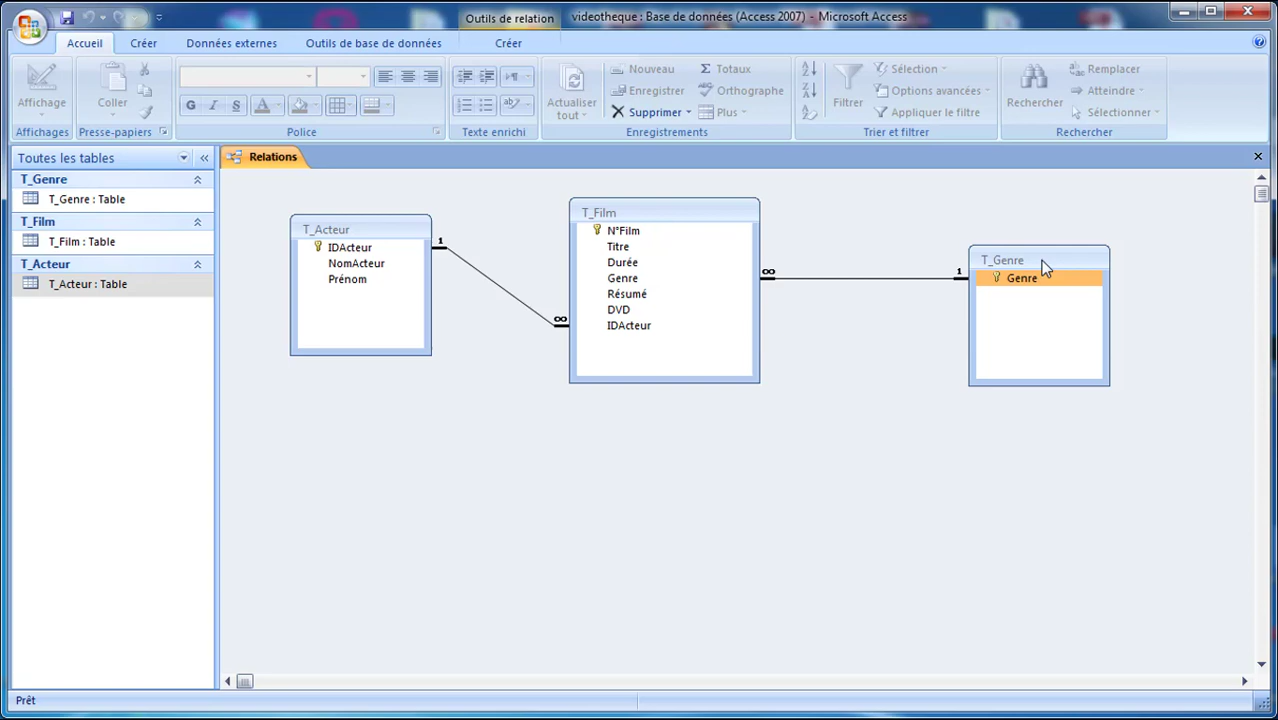 Outils de relation
videotheque : Base de données (Access 2007) - Microsoft Access
Accueil
Créer
Données externes
Outils de base de données
Créer
Affichage
Affichages
Coller
Presse-papiers
G I S A
Police
Texte enrichi
Actualiser
tout
Nouveau
Enregistrer
Supprimer
Σ Totaux
Orthographe
Plus
Enregistrements
Filtrer
Sélection
Options avancées
Appliquer le filtre
Trier et filtrer
Rechercher
Remplacer
Atteindre
Sélectionner
Rechercher
Toutes les tables
T_Genre
T_Genre : Table
T_Film
T_Film : Table
T_Acteur
T_Acteur : Table
Relations
T_Acteur
IDActeur
NomActeur
Prénom
1
∞
T_Film
N°Film
Titre
Durée
Genre
Résumé
DVD
IDActeur
∞
1
T_Genre
Genre
Prêt